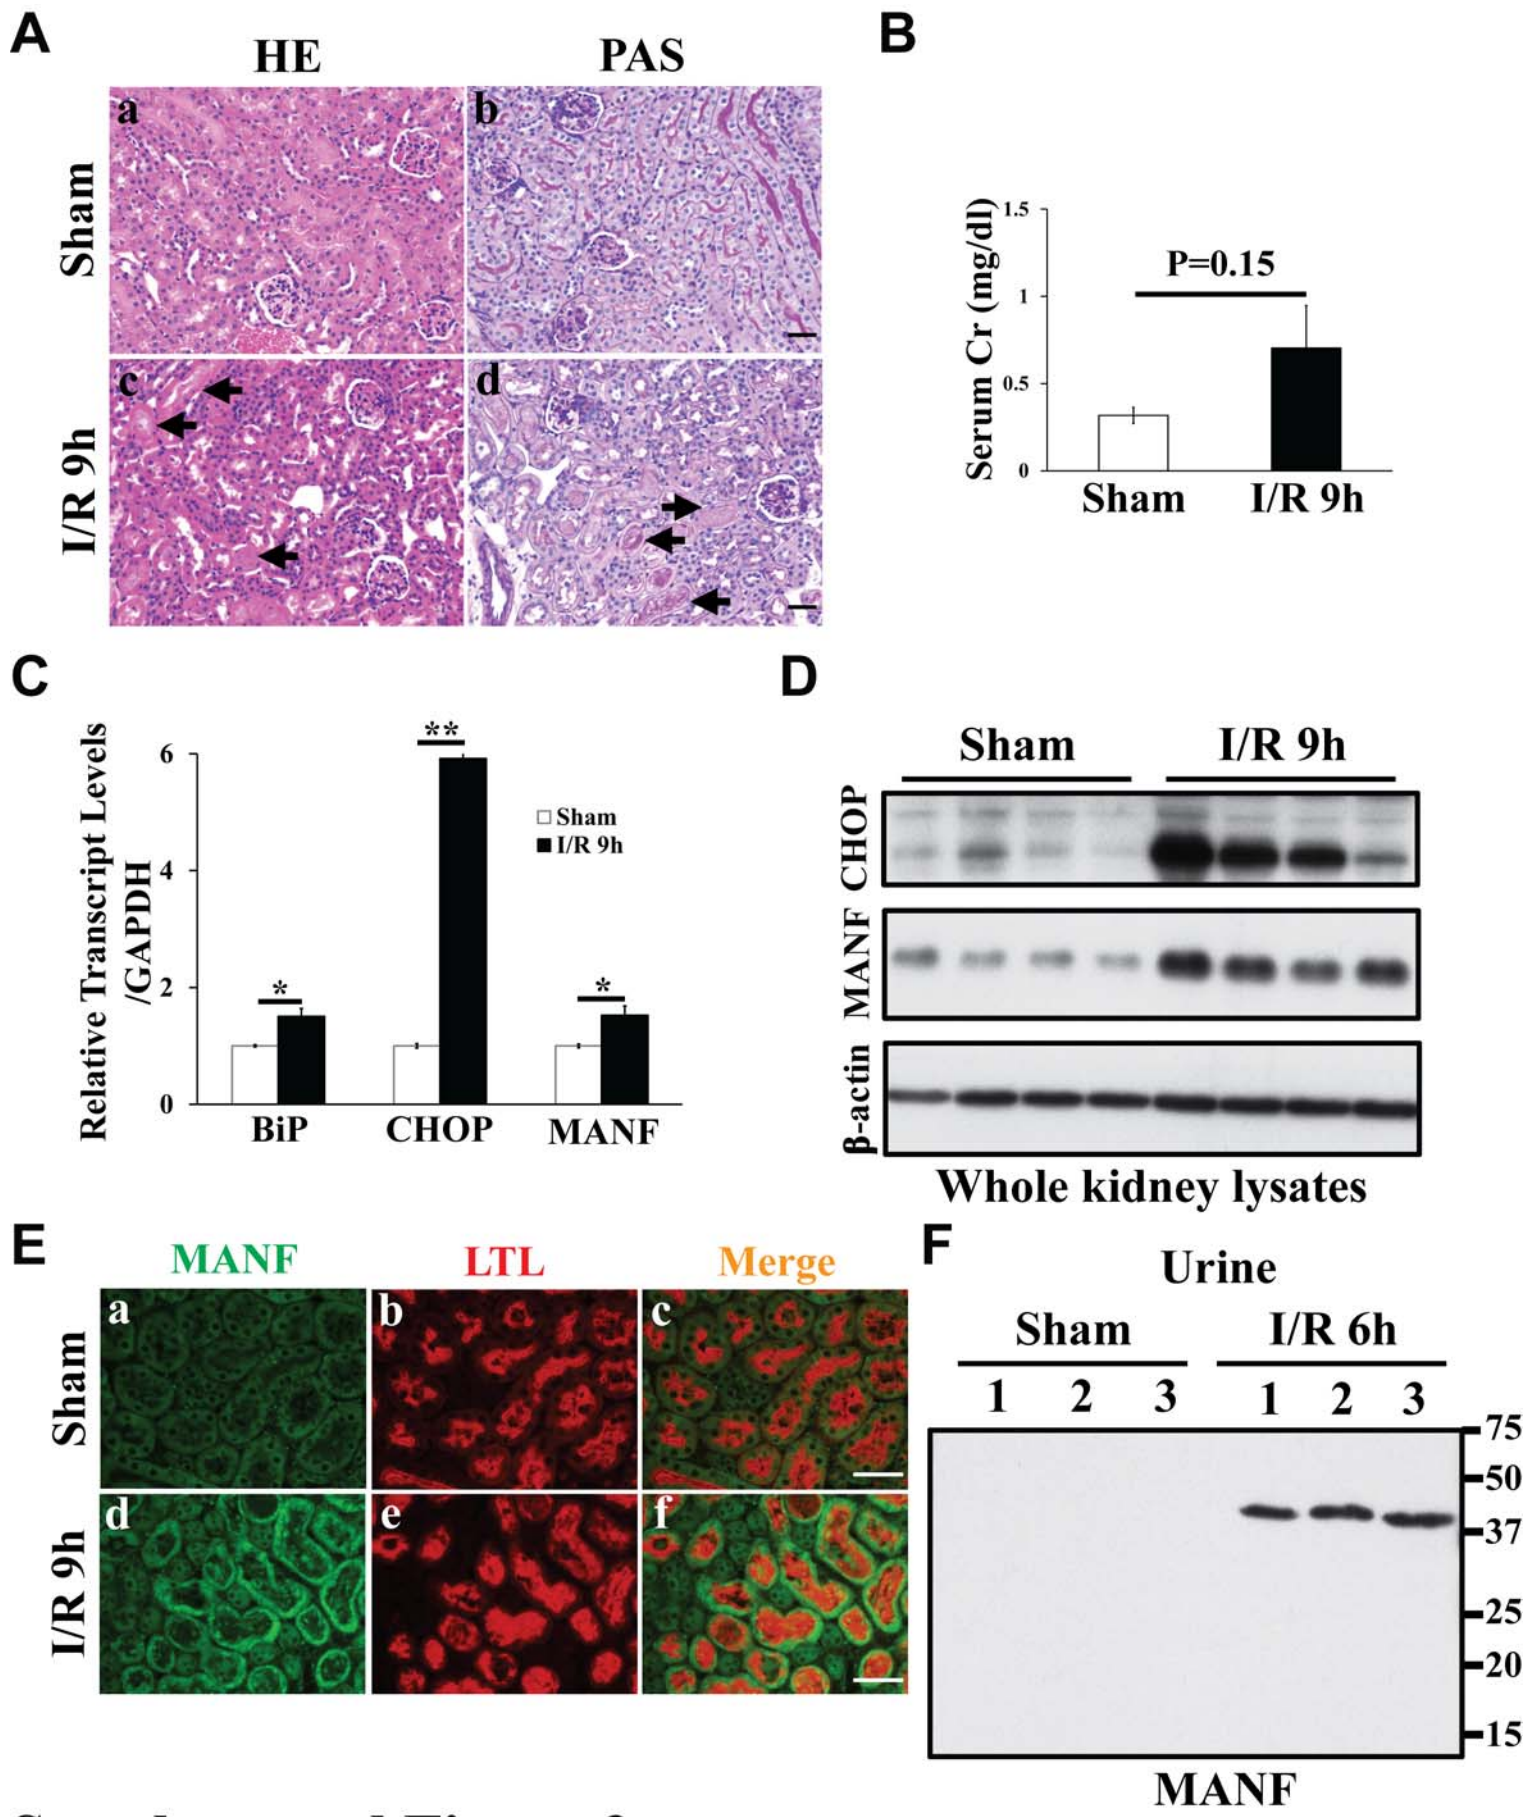 A
HE
PAS
a
b
Sham
c
d
I/R 9h
B
Serum Cr (mg/dl)
1.5
1
0.5
0
P=0.15
Sham
I/R 9h
C
Relative Transcript Levels
/GAPDH
6
4
2
0
*
**
*
Sham
I/R 9h
BiP
CHOP
MANF
D
Sham
I/R 9h
CHOP
MANF
β-actin
Whole kidney lysates
E
MANF
LTL
Merge
a
b
c
Sham
d
e
f
I/R 9h
F
Urine
Sham
I/R 6h
1 2 3 1 2 3
75
50
37
25
20
15
MANF